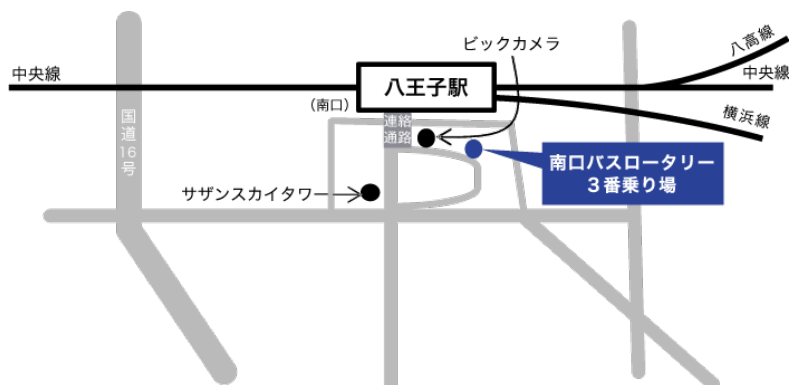 ビックカメラ
八高線
中央線
八王子駅
中央線
(南口)
横浜線
国道16号
連絡
通路
南口バスロータリー
３番乗り場
サザンスカイタワー